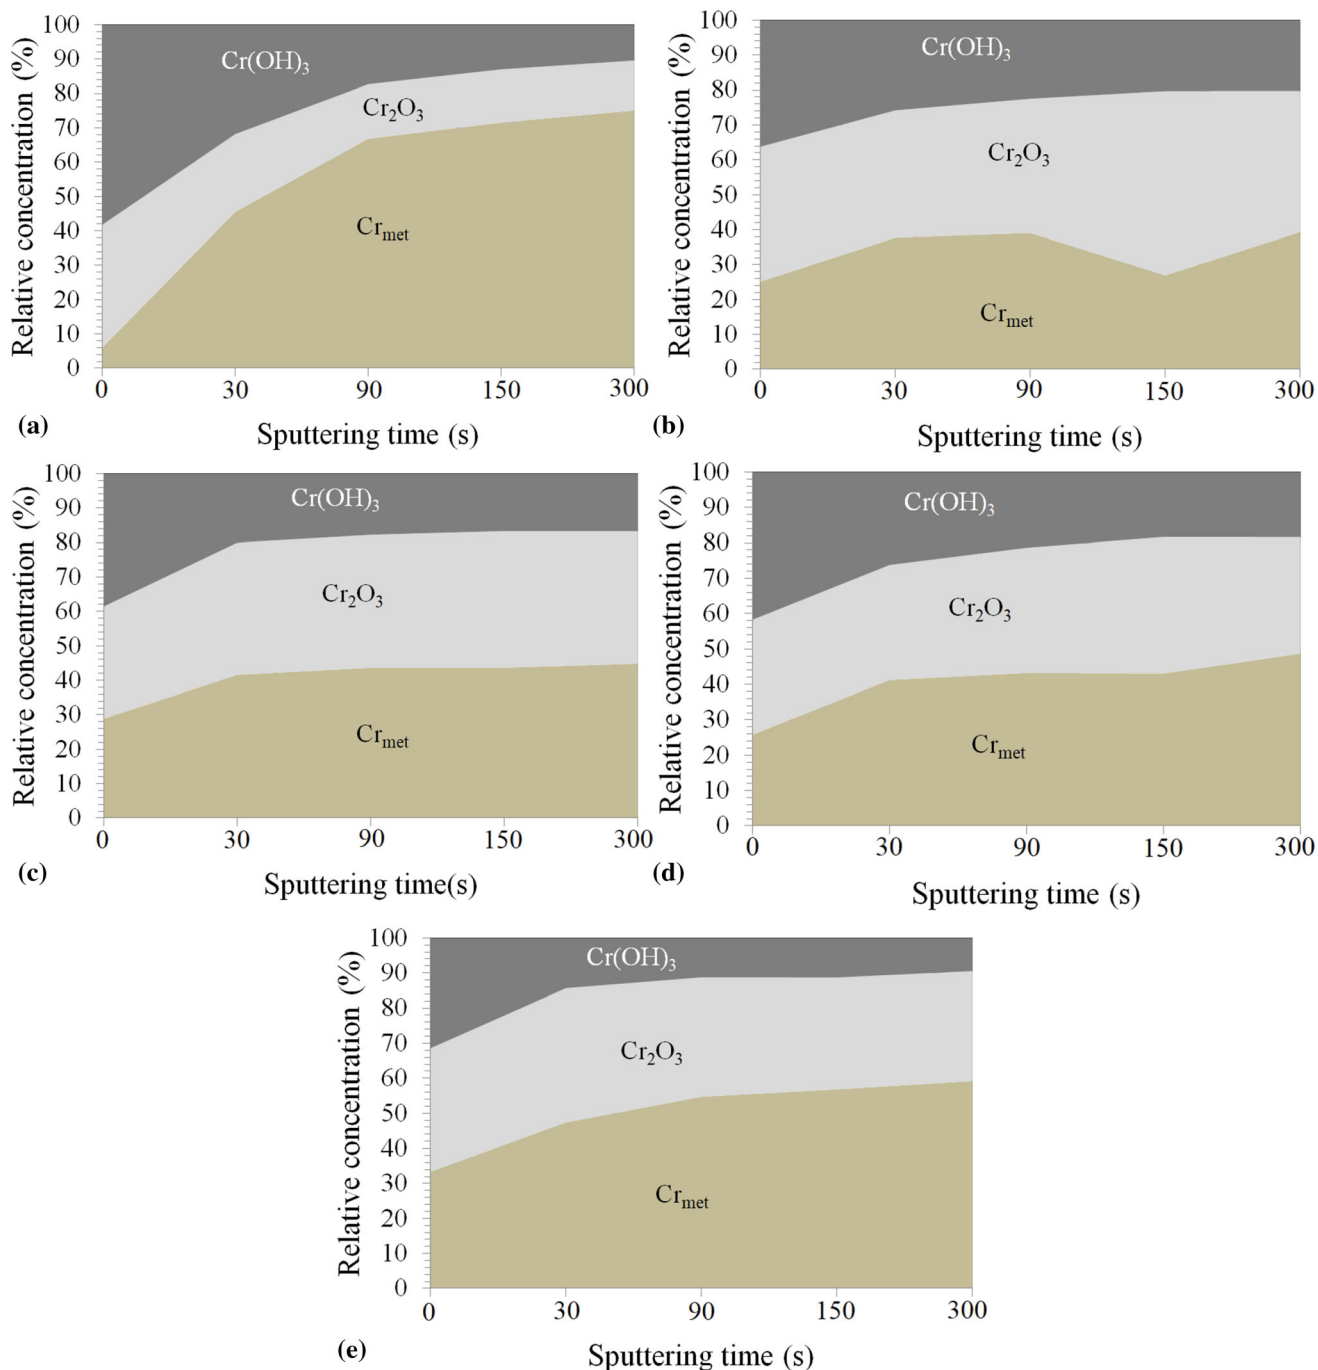 Relative concentration (%)
100
90
80
70
60
50
40
30
20
10
0
Cr(OH)₃
Cr₂O₃
Crₘₑₜ
0 30 90 150 300
(a)
Sputtering time (s)
Relative concentration (%)
100
90
80
70
60
50
40
30
20
10
0
Cr(OH)₃
Cr₂O₃
Crₘₑₜ
0 30 90 150 300
(b)
Sputtering time (s)
Relative concentration (%)
100
90
80
70
60
50
40
30
20
10
0
Cr(OH)₃
Cr₂O₃
Crₘₑₜ
0 30 90 150 300
(c)
Sputtering time(s)
Relative concentration (%)
100
90
80
70
60
50
40
30
20
10
0
Cr(OH)₃
Cr₂O₃
Crₘₑₜ
0 30 90 150 300
(d)
Sputtering time (s)
Relative concentration (%)
100
90
80
70
60
50
40
30
20
10
0
Cr(OH)₃
Cr₂O₃
Crₘₑₜ
0 30 90 150 300
(e)
Sputtering time (s)